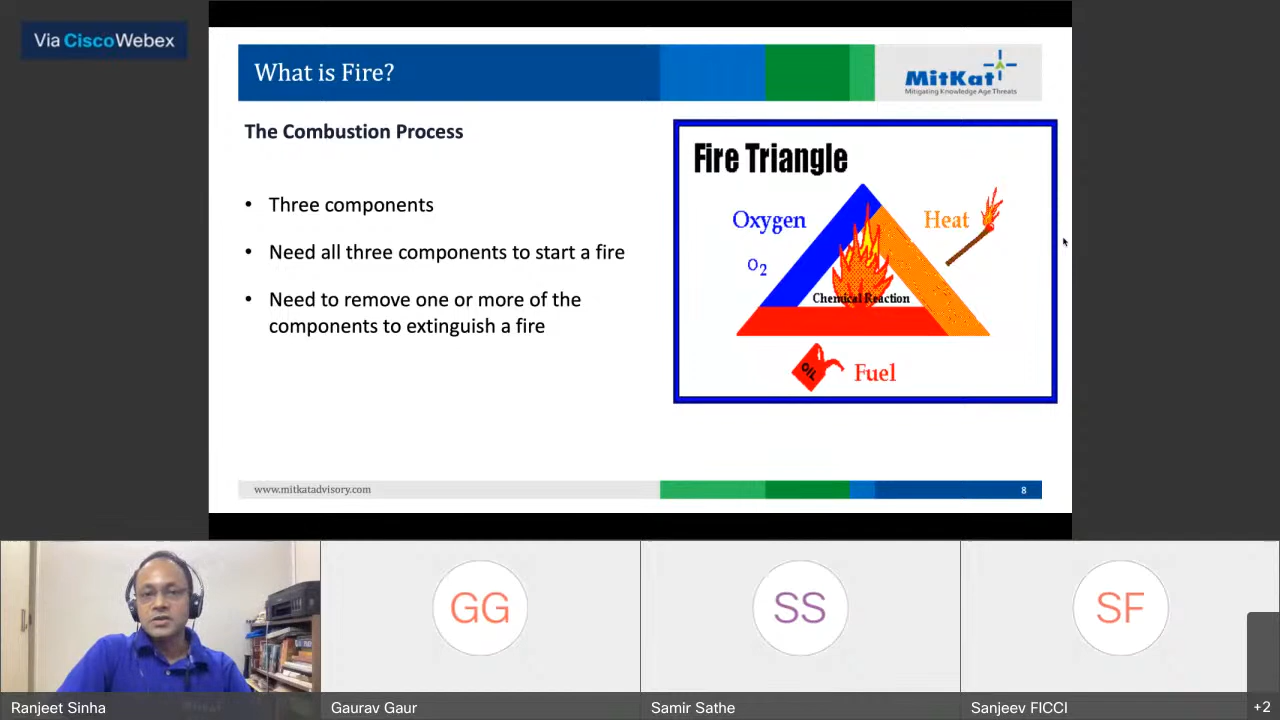 Via Cisco Webex
What is Fire?
MitKat
Mitigating Knowledge Age Threats
The Combustion Process
• Three components
• Need all three components to start a fire
• Need to remove one or more of the
components to extinguish a fire
Fire Triangle
Oxygen
O2
Heat
Chemical Reaction
OIL
Fuel
www.mitkatadvisory.com
8
GG
SS
SF
Ranjeet Sinha
Gaurav Gaur
Samir Sathe
Sanjeev FICCI
+2